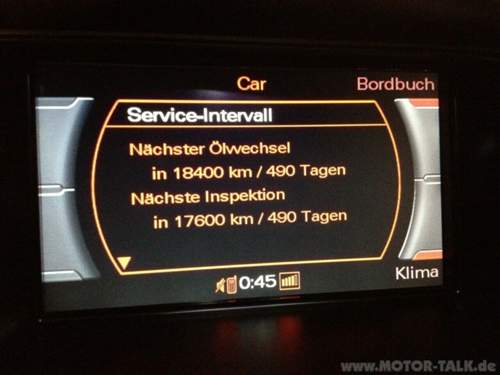 Car
Bordbuch
Service-Intervall
Nächster Ölwechsel
in 18400 km / 490 Tagen
Nächste Inspektion
in 17600 km / 490 Tagen
0:45
Klima
www.MOTOR-TALK.de